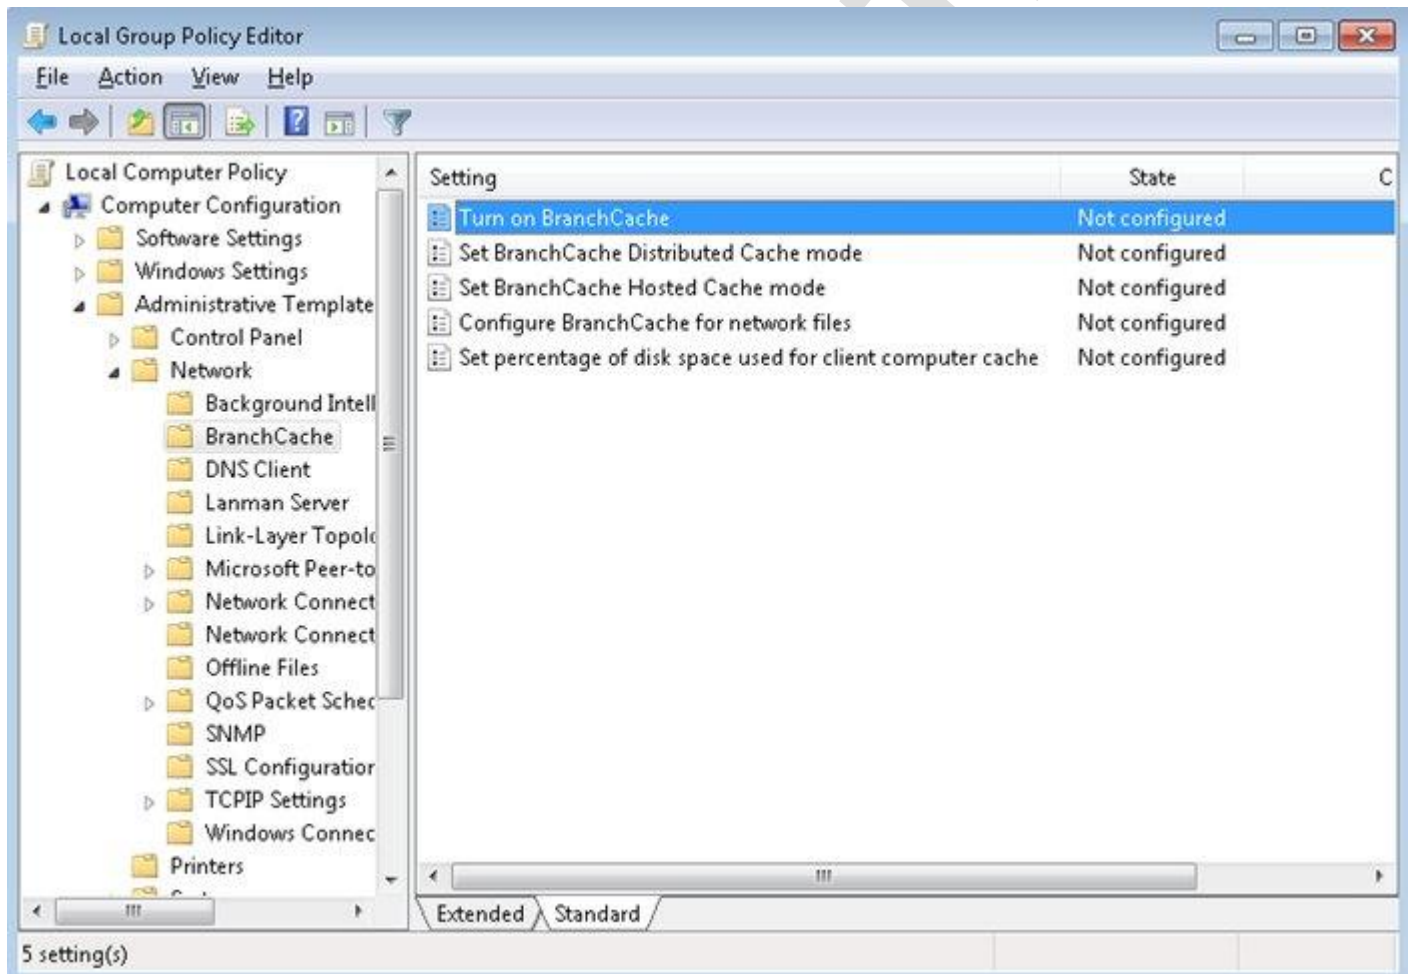 Local Group Policy Editor
File Action View Help
Local Computer Policy
Computer Configuration
Software Settings
Windows Settings
Administrative Template
Control Panel
Network
Background Intell
BranchCache
DNS Client
Lanman Server
Link-Layer Topolo
Microsoft Peer-to
Network Connect
Network Connect
Offline Files
QoS Packet Sched
SNMP
SSL Configuration
TCPIP Settings
Windows Connec
Printers
Setting State C
Turn on BranchCache Not configured
Set BranchCache Distributed Cache mode Not configured
Set BranchCache Hosted Cache mode Not configured
Configure BranchCache for network files Not configured
Set percentage of disk space used for client computer cache Not configured
Extended Standard
5 setting(s)